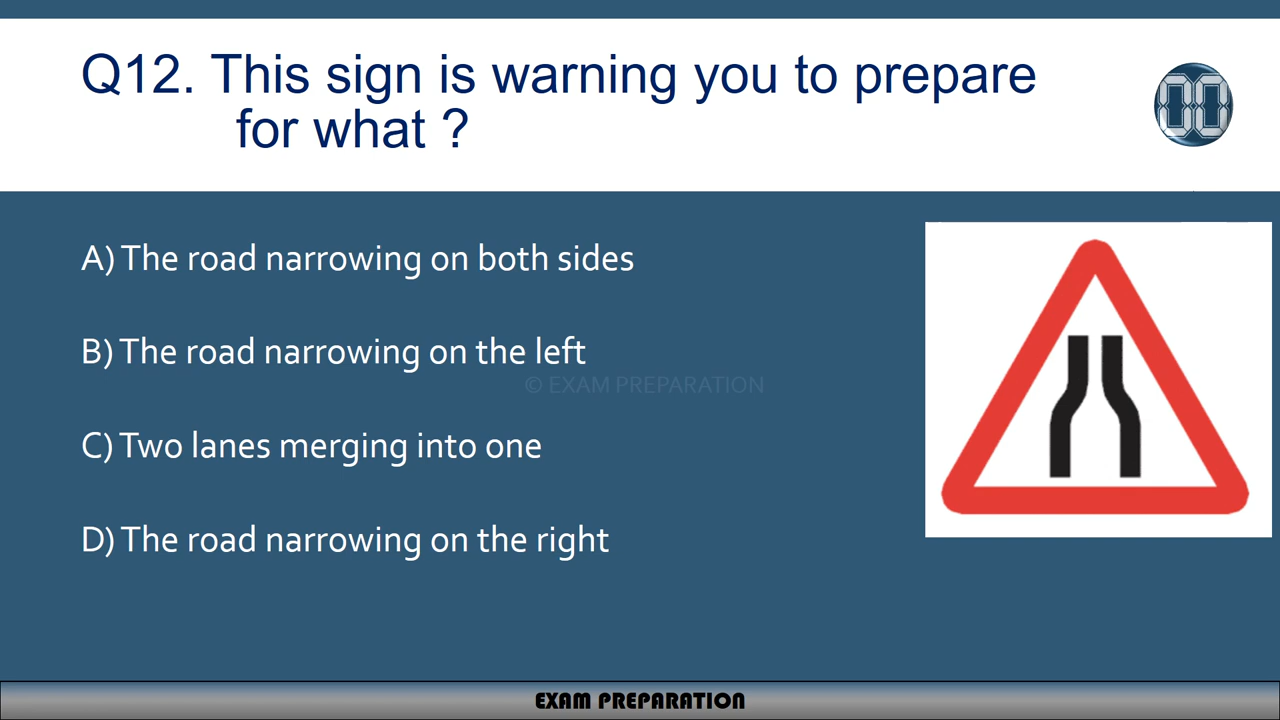 Q12. This sign is warning you to prepare
for what ?
00
A) The road narrowing on both sides
B) The road narrowing on the left
© EXAM PREPARATION
C) Two lanes merging into one
D) The road narrowing on the right
EXAM PREPARATION